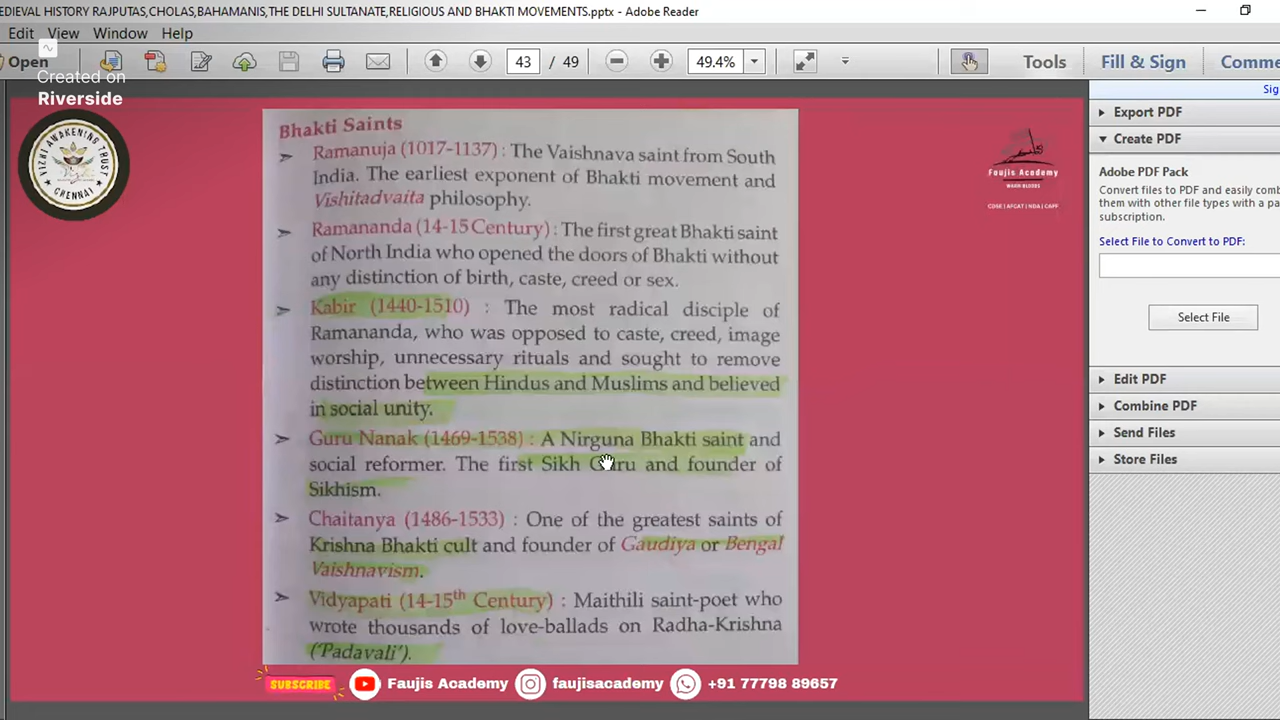 EDIEVAL HISTORY RAJPUTAS,CHOLAS,BAHAMANIS,THE DELHI SULTANATE,RELIGIOUS AND BHAKTI MOVEMENTS.pptx - Adobe Reader
Edit View Window Help
Open 43 / 49 49.4% Tools Fill & Sign Comme
Created on
Riverside
Sig
Export PDF
Create PDF
Adobe PDF Pack
Convert files to PDF and easily comb
them with other file types with a pa
subscription.
Select File to Convert to PDF:
Select File
Edit PDF
Combine PDF
Send Files
Store Files
VIZHI AWAKENING TRUST
CHENNAI
Faujis Academy
WARM BLOODS
CDSE | AFCAT | NDA | CAPF
Bhakti Saints
Ramanuja (1017-1137) : The Vaishnava saint from South
India. The earliest exponent of Bhakti movement and
Vishitadvaita philosophy.
Ramananda (14-15 Century) : The first great Bhakti saint
of North India who opened the doors of Bhakti without
any distinction of birth, caste, creed or sex.
Kabir (1440-1510) : The most radical disciple of
Ramananda, who was opposed to caste, creed, image
worship, unnecessary rituals and sought to remove
distinction between Hindus and Muslims and believed
in social unity.
Guru Nanak (1469-1538) : A Nirguna Bhakti saint and
social reformer. The first Sikh Guru and founder of
Sikhism.
Chaitanya (1486-1533) : One of the greatest saints of
Krishna Bhakti cult and founder of Gaudiya or Bengal
Vaishnavism.
Vidyapati (14-15th Century) : Maithili saint-poet who
wrote thousands of love-ballads on Radha-Krishna
('Padavali').
SUBSCRIBE Faujis Academy faujisacademy +91 77798 89657